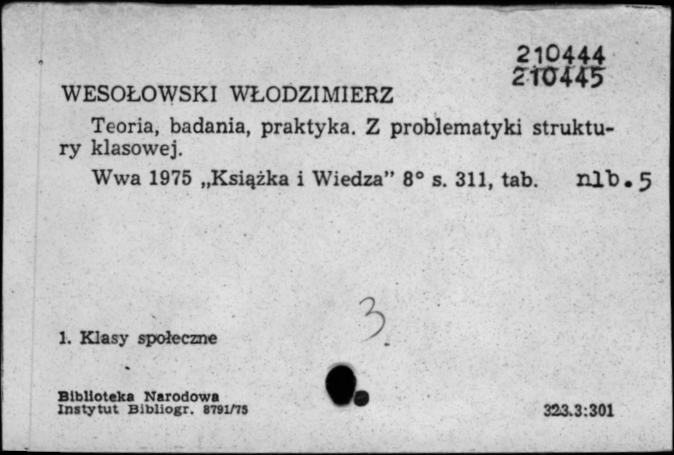 210444
210445
WESOŁOWSKI WŁODZIMIERZ
Teoria, badania, praktyka. Z problematyki struktu-
ry klasowej.
Wwa 1975 „Książka i Wiedza” 8° s. 311, tab. nlb. 5
3
1. Klasy społeczne
Biblioteka Narodowa
Instytut Bibliogr. 8791/75
323.3:301